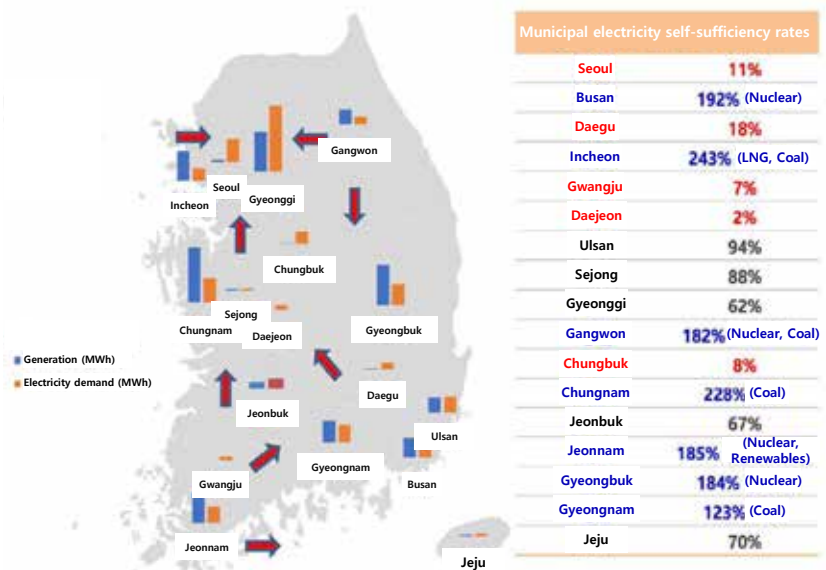 Gangwon
Seoul
Incheon
Gyeonggi
Chungbuk
Sejong
Chungnam
Daejeon
Gyeongbuk
Generation (MWh)
Electricity demand (MWh)
Daegu
Jeonbuk
Ulsan
Gyeongnam
Gwangju
Busan
Jeonnam
Jeju
Municipal electricity self-sufficiency rates
Seoul 11%
Busan 192% (Nuclear)
Daegu 18%
Incheon 243% (LNG, Coal)
Gwangju 7%
Daejeon 2%
Ulsan 94%
Sejong 88%
Gyeonggi 62%
Gangwon 182% (Nuclear, Coal)
Chungbuk 8%
Chungnam 228% (Coal)
Jeonbuk 67%
Jeonnam 185% (Nuclear,
Renewables)
Gyeongbuk 184% (Nuclear)
Gyeongnam 123% (Coal)
Jeju 70%